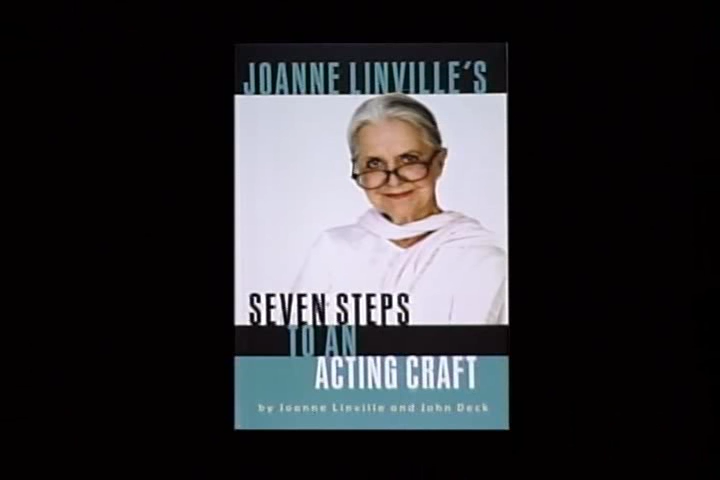 JOANNE LINVILLE'S
SEVEN STEPS
TO AN
ACTING CRAFT
by Joanne Linville and John Deck